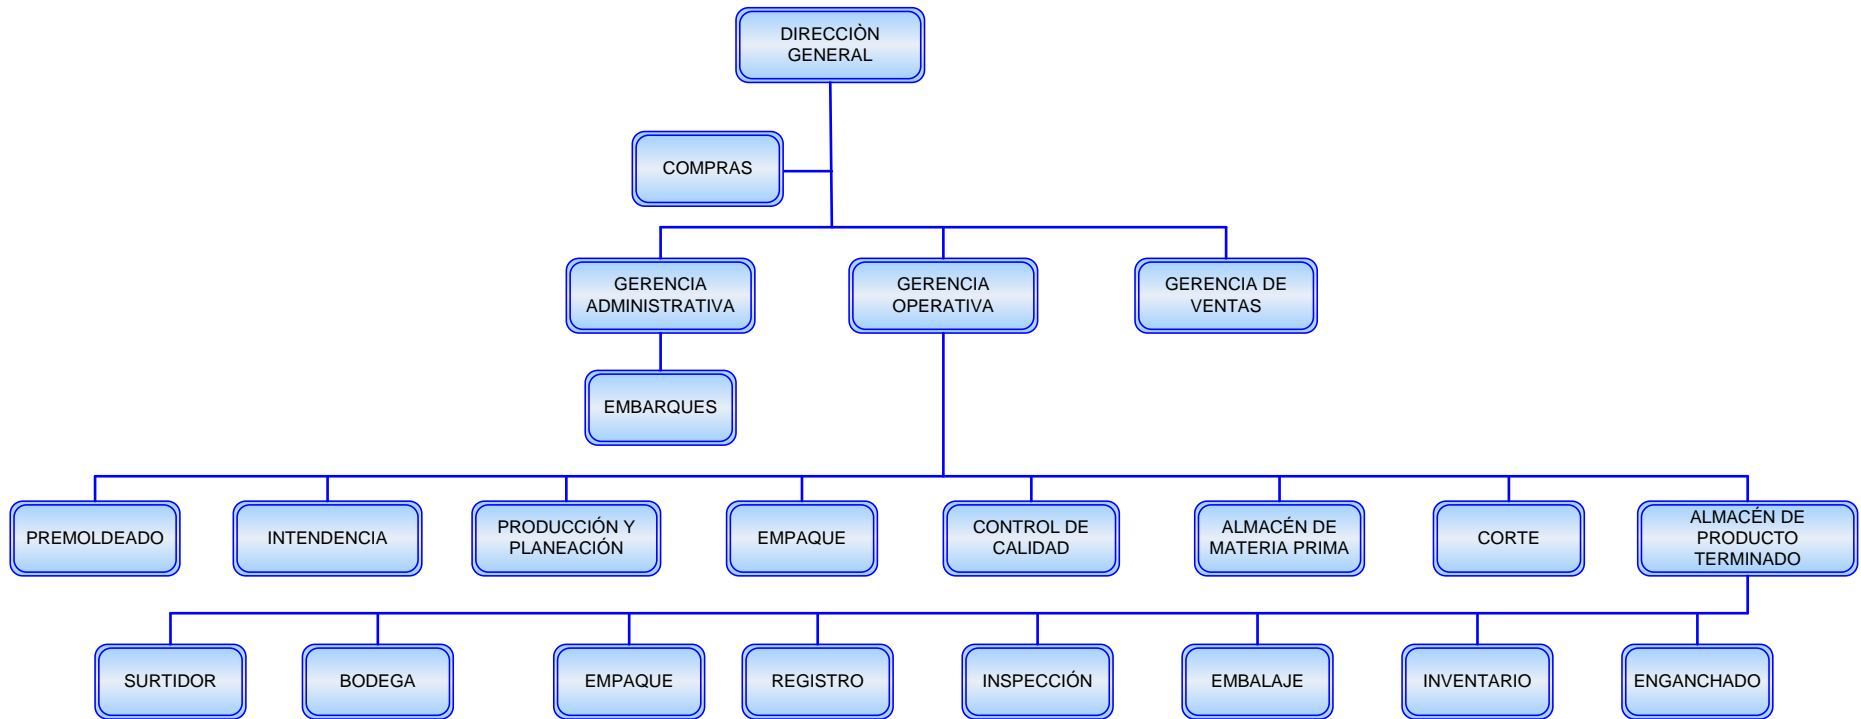 DIRECCIÒN
GENERAL
COMPRAS
GERENCIA
ADMINISTRATIVA
GERENCIA
OPERATIVA
GERENCIA DE
VENTAS
EMBARQUES
PREMOLDEADO
INTENDENCIA
PRODUCCIÓN Y
PLANEACIÓN
EMPAQUE
CONTROL DE
CALIDAD
ALMACÉN DE
MATERIA PRIMA
CORTE
ALMACÉN DE
PRODUCTO
TERMINADO
SURTIDOR
BODEGA
EMPAQUE
REGISTRO
INSPECCIÓN
EMBALAJE
INVENTARIO
ENGANCHADO